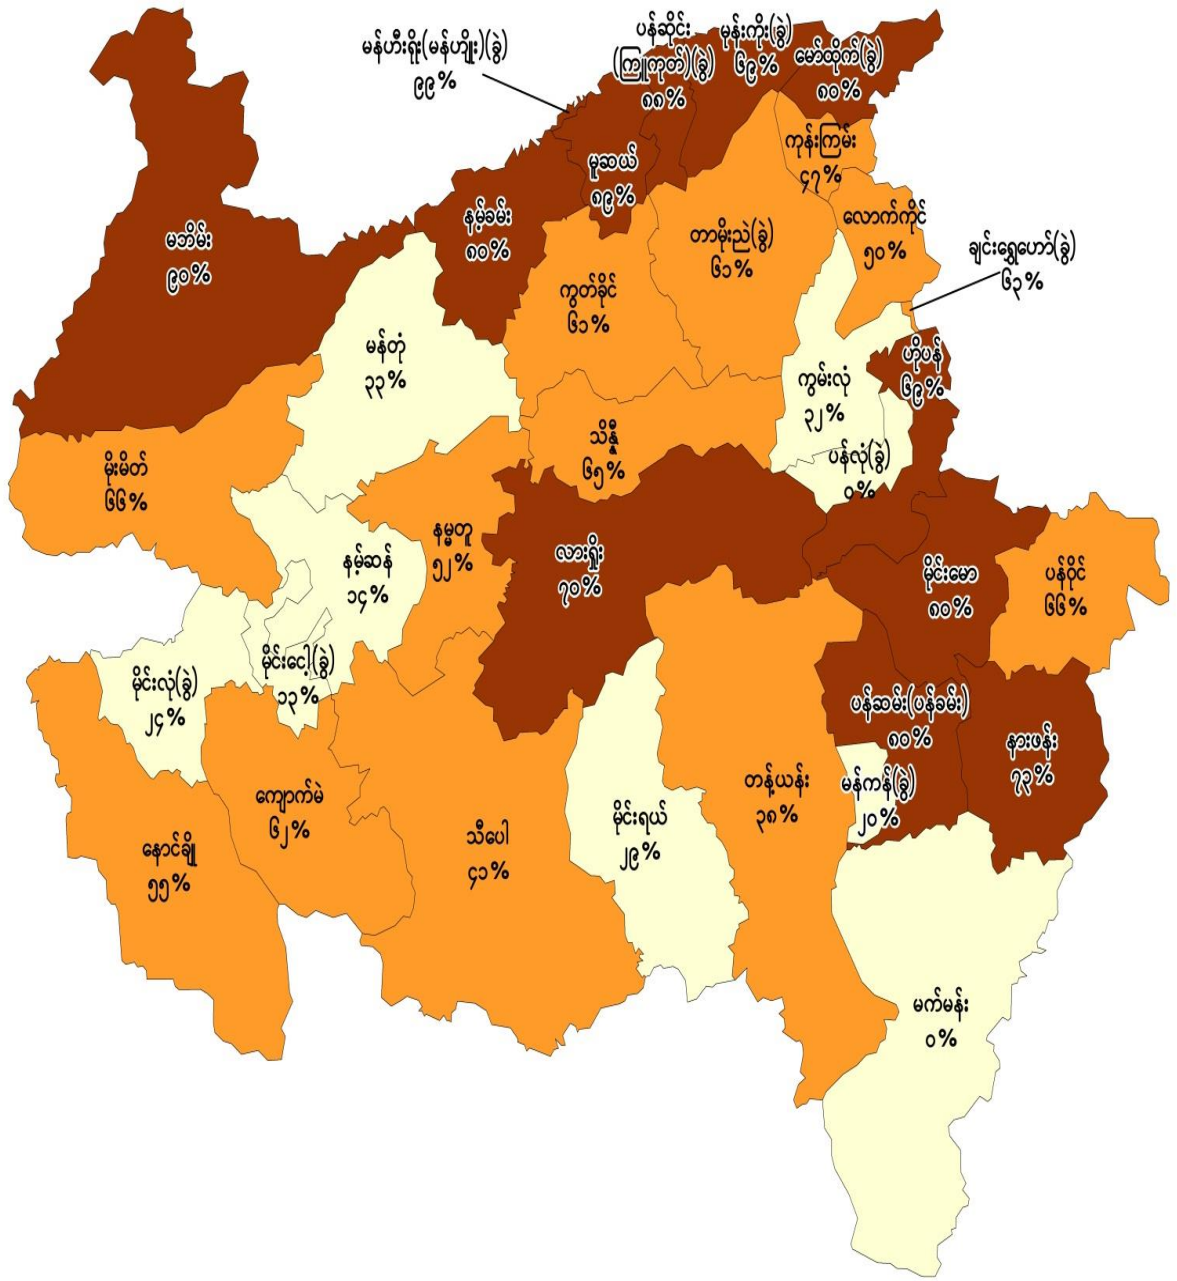 မန်ဟီးရိုး(မန်ဟျိုး)(ခွဲ)
၉၉%
ပန်ဆိုင်း
(ကြူကုတ်)(ခွဲ)
၈၈%
မုန်းကိုး(ခွဲ)
၆၉%
မော်ထိုက်(ခွဲ)
၈၀%
ကုန်းကြမ်း
၄၇%
မူဆယ်
၈၉%
နမ့်ခမ်း
၈၀%
မဘိမ်း
၉၀%
တာမိုးညဲ(ခွဲ)
၆၁%
လောက်ကိုင်
၅၀%
ချင်းရွှေဟော်(ခွဲ)
၆၃%
ကွတ်ခိုင်
၆၁%
မန်တုံ
၃၃%
ဟိုပန်
၆၉%
ကွမ်းလုံ
၃၂%
ပန်လုံ(ခွဲ)
၀%
သိန္နီ
၆၅%
မိုးမိတ်
၆၆%
နမ္မတူ
၅၂%
နမ့်ဆန်
၁၄%
လားရှိုး
၇၀%
မိုင်းမော
၈၀%
ပန်ဝိုင်
၆၆%
မိုင်းငေါ့(ခွဲ)
၁၃%
မိုင်းလုံ(ခွဲ)
၂၄%
ပန်ဆမ်း(ပန်ခမ်း)
၈၀%
နားဖန်း
၇၃%
မန်ကန်(ခွဲ)
၂၀%
တန့်ယန်း
၃၈%
ကျောက်မဲ
၆၂%
မိုင်းရယ်
၂၉%
သီပေါ
၄၁%
နောင်ချို
၅၅%
မက်မန်း
၀%